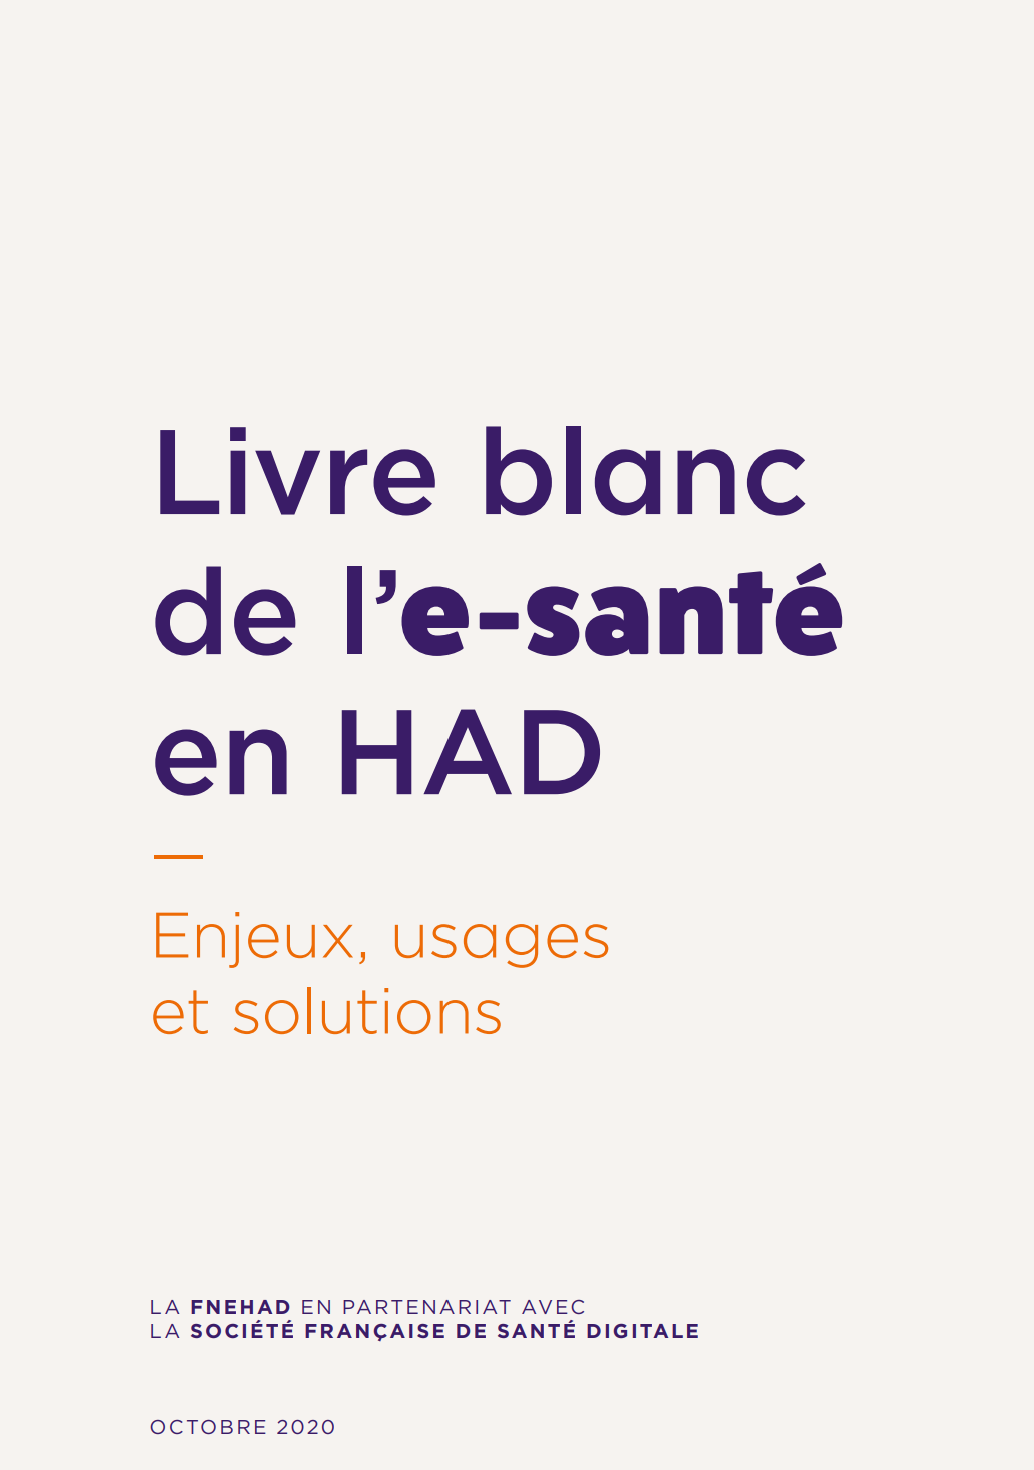 Livre blanc
de l’e-santé
en HAD
Enjeux, usages
et solutions
LA FNEHAD EN PARTENARIAT AVEC
LA SOCIÉTÉ FRANÇAISE DE SANTÉ DIGITALE
OCTOBRE 2020